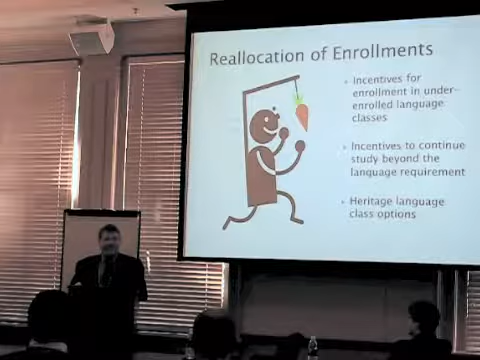 Reallocation of Enrollments
Incentives for
enrollment in under-
enrolled language
classes
Incentives to continue
study beyond the
language requirement
Heritage language
class options